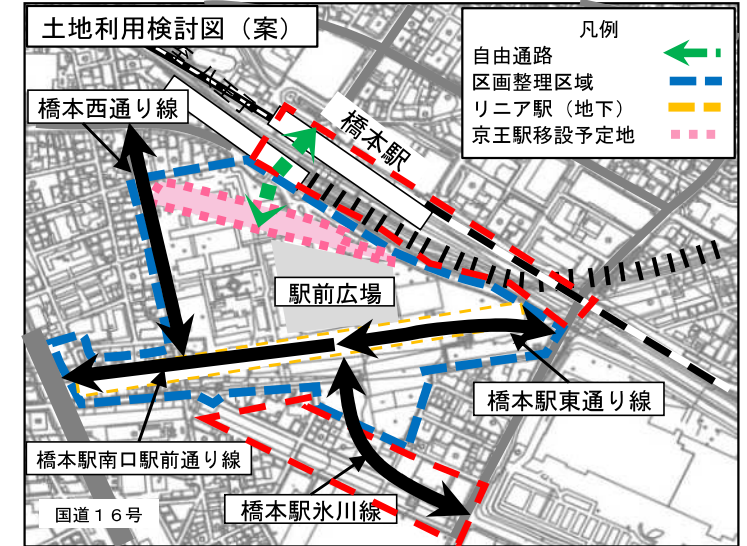 土地利用検討図（案）
凡例
自由通路
区画整理区域
リニア駅（地下）
京王駅移設予定地
橋本西通り線
橋本駅
駅前広場
橋本駅東通り線
橋本駅南口駅前通り線
橋本駅氷川線
国道１６号